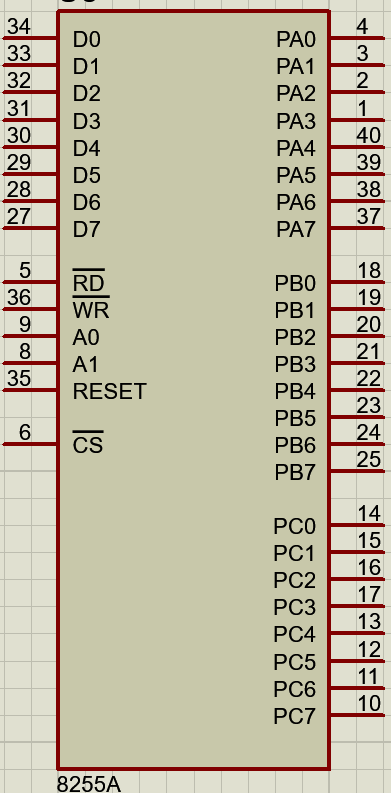 34 D0 PA0 4
33 D1 PA1 3
32 D2 PA2 2
31 D3 PA3 1
30 D4 PA4 40
29 D5 PA5 39
28 D6 PA6 38
27 D7 PA7 37
5 RD PB0 18
36 WR PB1 19
9 A0 PB2 20
8 A1 PB3 21
35 RESET PB4 22
PB5 23
6 CS PB6 24
PB7 25
PC0 14
PC1 15
PC2 16
PC3 17
PC4 13
PC5 12
PC6 11
PC7 10
8255A